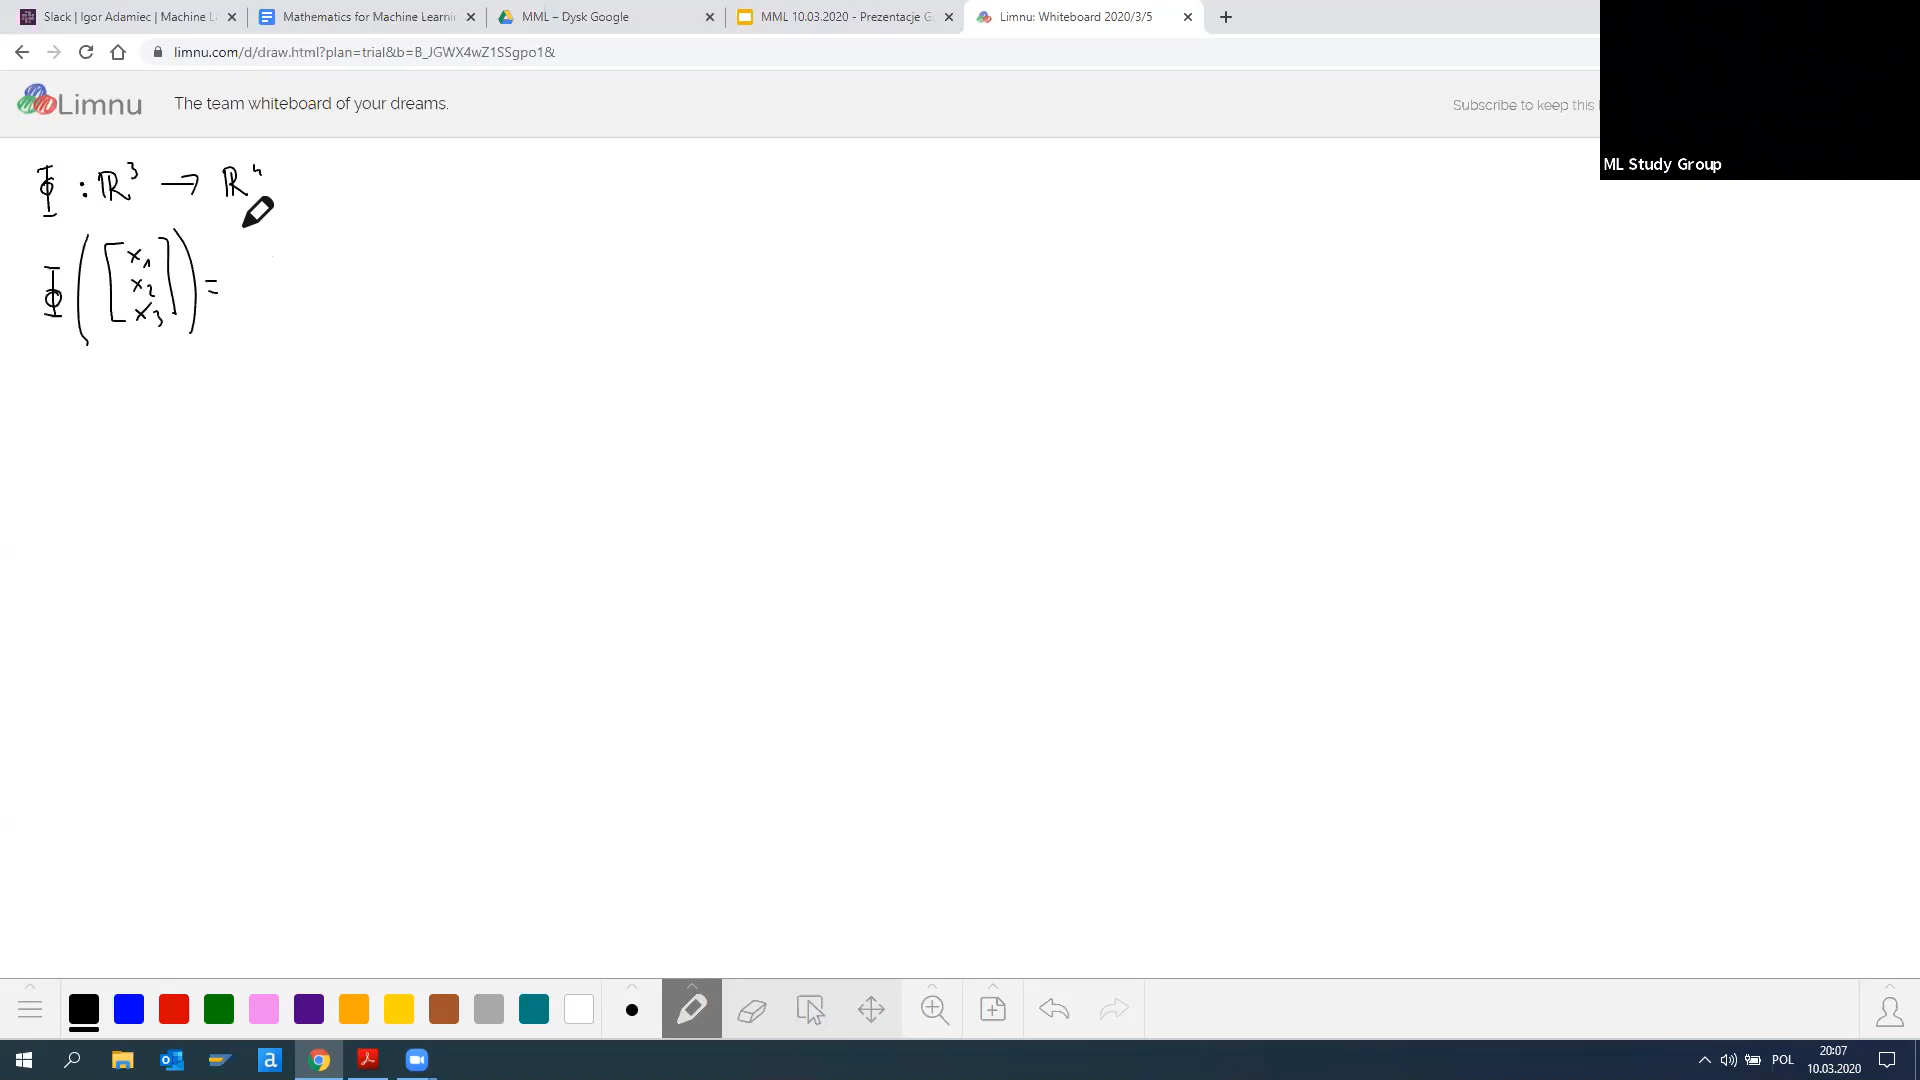 Slack | Igor Adamiec | Machine L
Mathematics for Machine Learnin
MML – Dysk Google
MML 10.03.2020 - Prezentacje G
Limnu: Whiteboard 2020/3/5
limnu.com/d/draw.html?plan=trial&b=B_JGWX4wZ1SSgpo1&
Limnu
The team whiteboard of your dreams.
Subscribe to keep this
ML Study Group
Φ : ℝ³ → ℝ⁴
Φ([x₁ x₂ x₃]) =
POL
20:07
10.03.2020